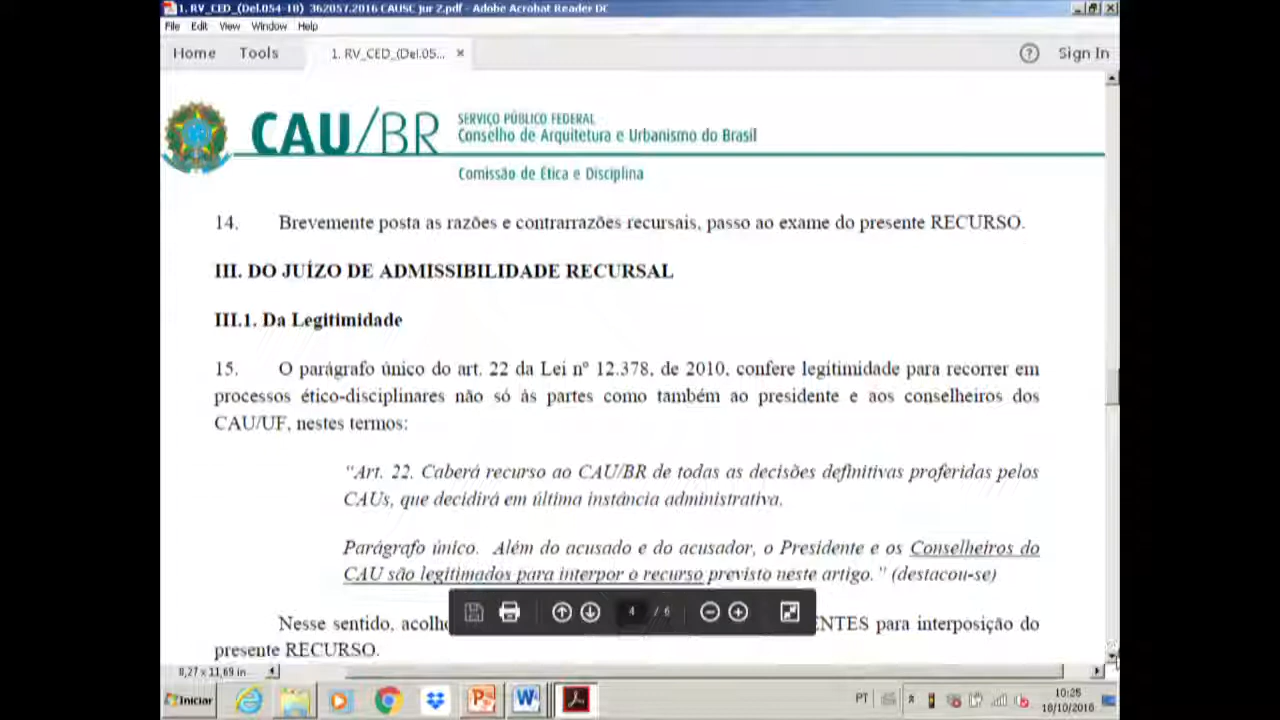 1. RV_CED_(Del.054-18) 362057.2016 CAUSC Jur 2.pdf - Adobe Acrobat Reader DC
File Edit View Window Help
Home Tools 1. RV_CED_(Del.05... × ? Sign In
CAU/BR
SERVIÇO PÚBLICO FEDERAL
Conselho de Arquitetura e Urbanismo do Brasil
Comissão de Ética e Disciplina
14. Brevemente posta as razões e contrarrazões recursais, passo ao exame do presente RECURSO.
III. DO JUÍZO DE ADMISSIBILIDADE RECURSAL
III.1. Da Legitimidade
15. O parágrafo único do art. 22 da Lei nº 12.378, de 2010, confere legitimidade para recorrer em
processos ético-disciplinares não só às partes como também ao presidente e aos conselheiros dos
CAU/UF, nestes termos:
“Art. 22. Caberá recurso ao CAU/BR de todas as decisões definitivas proferidas pelos
CAUs, que decidirá em última instância administrativa.
Parágrafo único. Além do acusado e do acusador, o Presidente e os Conselheiros do
CAU são legitimados para interpor o recurso previsto neste artigo.” (destacou-se)
4 / 6
Nesse sentido, acolho ENTES para interposição do
presente RECURSO.
8,27 x 11,69 in
Iniciar PT 10:25
18/10/2018